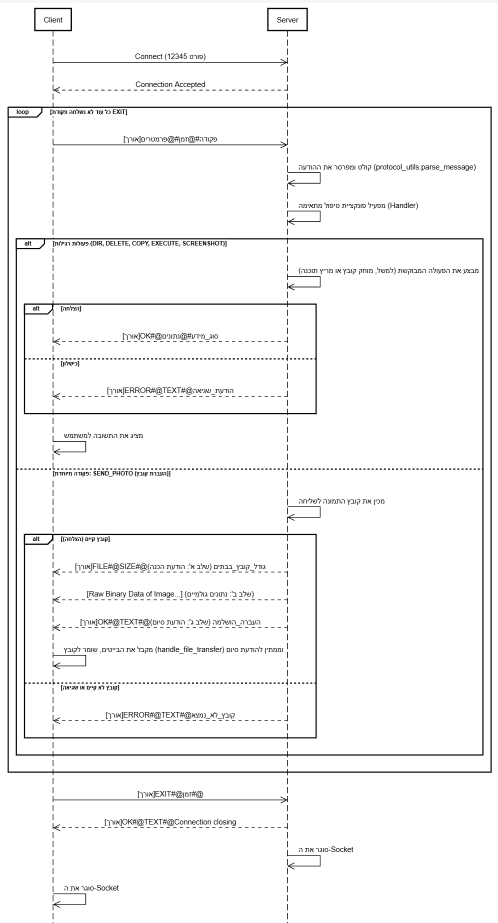 Client
Server
Connect (פורט 12345)
Connection Accepted
loop
[כל עוד לא נשלחה פקודת EXIT]
[אורך]פקודה#@זמן#@פרמטרים
קולט ומפרסר את ההודעה (protocol_utils.parse_message)
מפעיל פונקציית טיפול מתאימה (Handler)
alt
[פעולות רגילות (DIR, DELETE, COPY, EXECUTE, SCREENSHOT)]
מבצע את הפעולה המבוקשת (למשל, מוחק קובץ או מריץ תוכנה)
alt
[הצלחה]
[אורך]OK#@סוג_מידע#@נתונים
[כישלון]
[אורך]ERROR#@TEXT#@הודעת_שגיאה
מציג את התשובה למשתמש
[פקודה מיוחדת: SEND_PHOTO (העברת קובץ)]
מכין את קובץ התמונה לשליחה
alt
[קובץ קיים (הצלחה)]
[אורך]FILE#@SIZE#@גודל_קובץ_בבתים (שלב א': הודעת הכנה)
[Raw Binary Data of Image...] (שלב ב': נתונים גולמיים)
[אורך]OK#@TEXT#@העברה_הושלמה (שלב ג': הודעת סיום)
מקבל את הבייטים, שומר לקובץ (handle_file_transfer) וממתין להודעת סיום
[קובץ לא קיים או שגיאה]
[אורך]ERROR#@TEXT#@קובץ_לא_נמצא
[אורך]EXIT#@זמן#@
[אורך]OK#@TEXT#@Connection closing
סוגר את ה-Socket
סוגר את ה-Socket